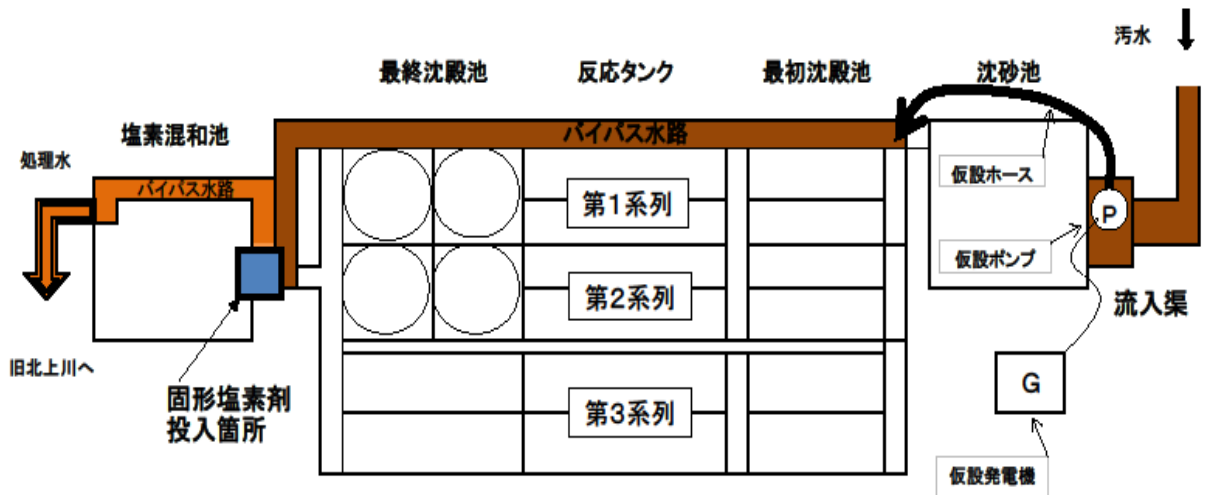 汚水
最終沈殿池
反応タンク
最初沈殿池
沈砂池
塩素混和池
バイパス水路
処理水
バイパス水路
仮設ホース
第1系列
P
仮設ポンプ
第2系列
流入渠
旧北上川へ
固形塩素剤
投入箇所
G
第3系列
仮設発電機